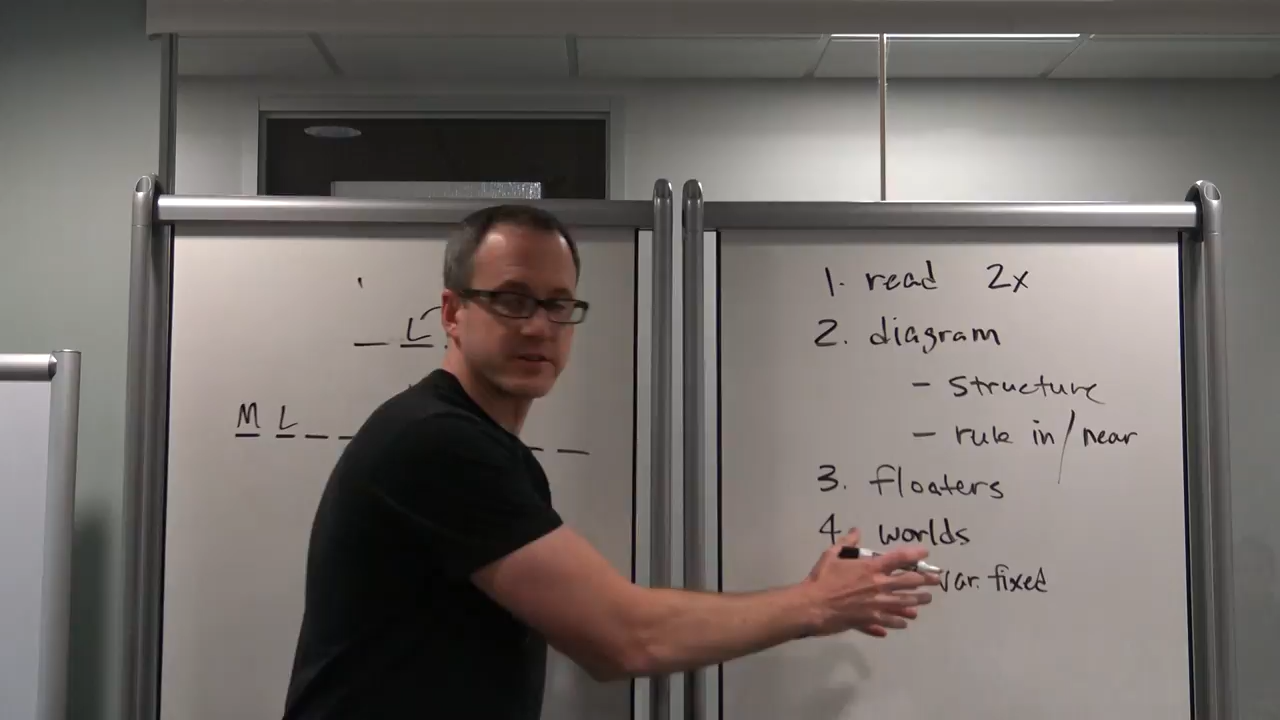 L
M L
1. read 2x
2. diagram
- structure
- rule in/near
3. floaters
4. worlds
var. fixed